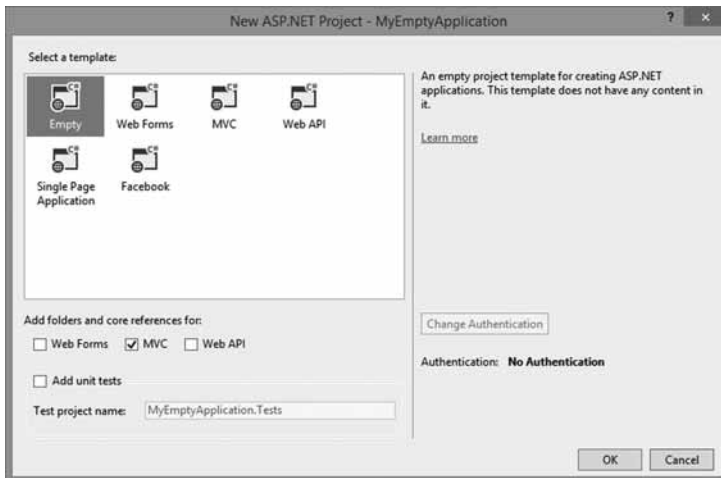 New ASP.NET Project - MyEmptyApplication
? ×
Select a template:
Empty
Web Forms
MVC
Web API
Single Page
Application
Facebook
An empty project template for creating ASP.NET
applications. This template does not have any content in
it.
Learn more
Add folders and core references for:
Web Forms MVC Web API
Add unit tests
Test project name: MyEmptyApplication.Tests
Change Authentication
Authentication: No Authentication
OK Cancel